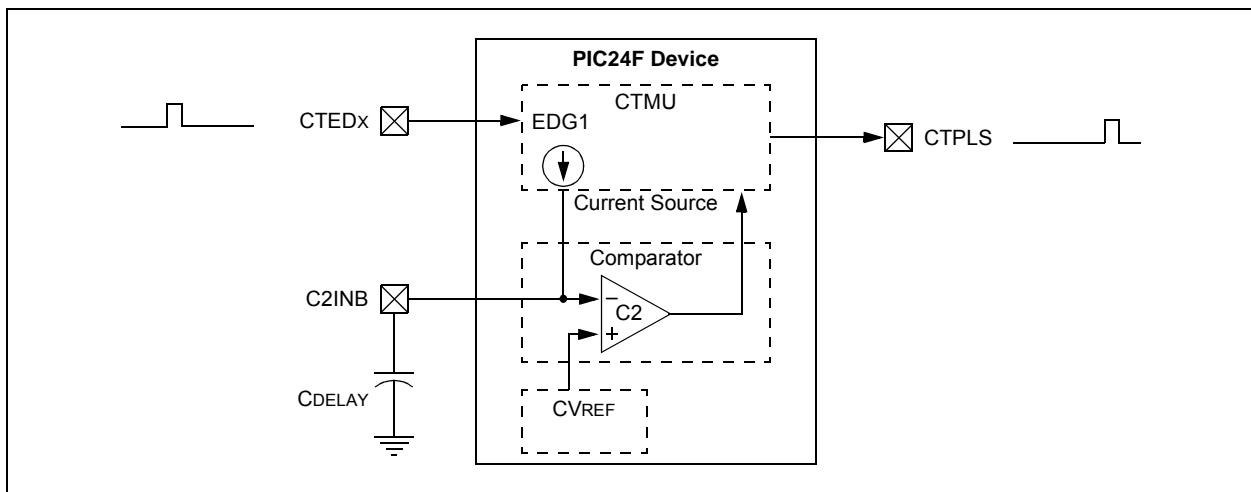 PIC24F Device
CTMU
CTEDX
EDG1
CTPLS
Current Source
Comparator
C2INB
−
C2
+
CDELAY
CVREF